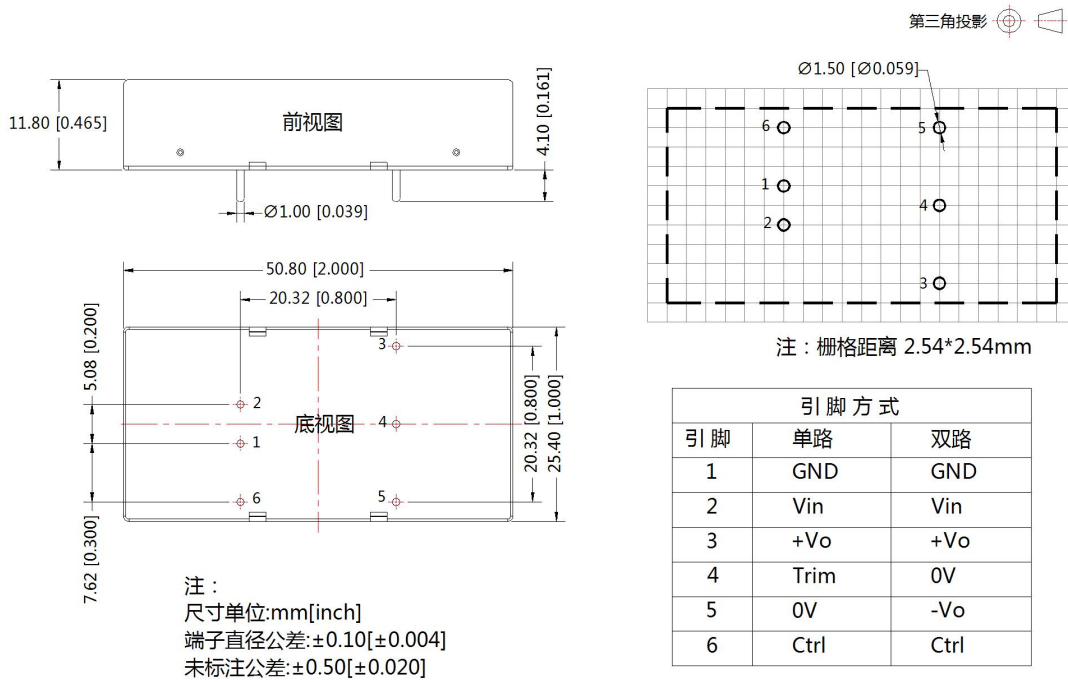 第三角投影
11.80 [0.465]
前视图
4.10 [0.161]
Ø1.00 [0.039]
Ø1.50 [Ø0.059]
6
5
1
4
2
3
注：栅格距离 2.54*2.54mm
50.80 [2.000]
20.32 [0.800]
5.08 [0.200]
7.62 [0.300]
3
2
底视图
4
1
6
5
20.32 [0.800]
25.40 [1.000]
注：
尺寸单位:mm[inch]
端子直径公差:±0.10[±0.004]
未标注公差:±0.50[±0.020]
引脚方式
引脚 单路 双路
1 GND GND
2 Vin Vin
3 +Vo +Vo
4 Trim 0V
5 0V -Vo
6 Ctrl Ctrl